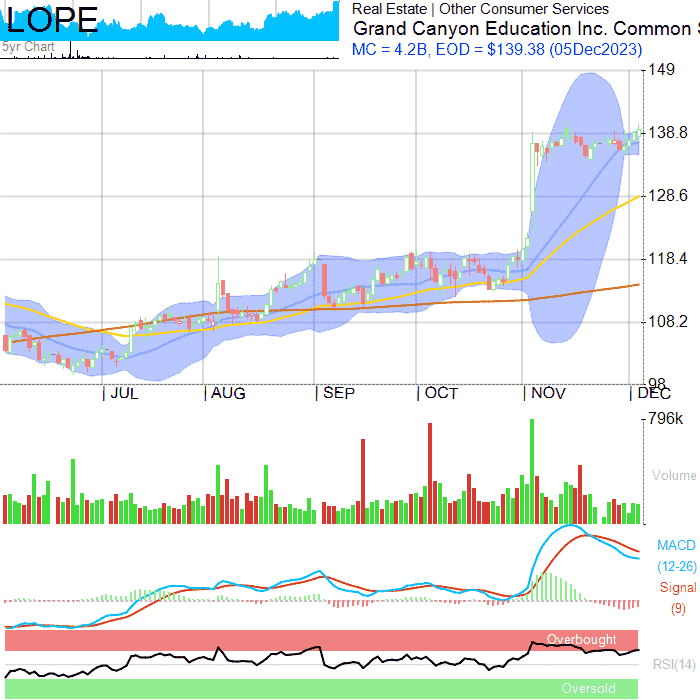 LOPE
5yr Chart
Real Estate | Other Consumer Services
Grand Canyon Education Inc. Common S
MC = 4.2B, EOD = $139.38 (05Dec2023)
149
138.8
128.6
118.4
108.2
98
JUL AUG SEP OCT NOV DEC
796k
Volume
MACD
(12-26)
Signal
(9)
Overbought
RSI(14)
Oversold